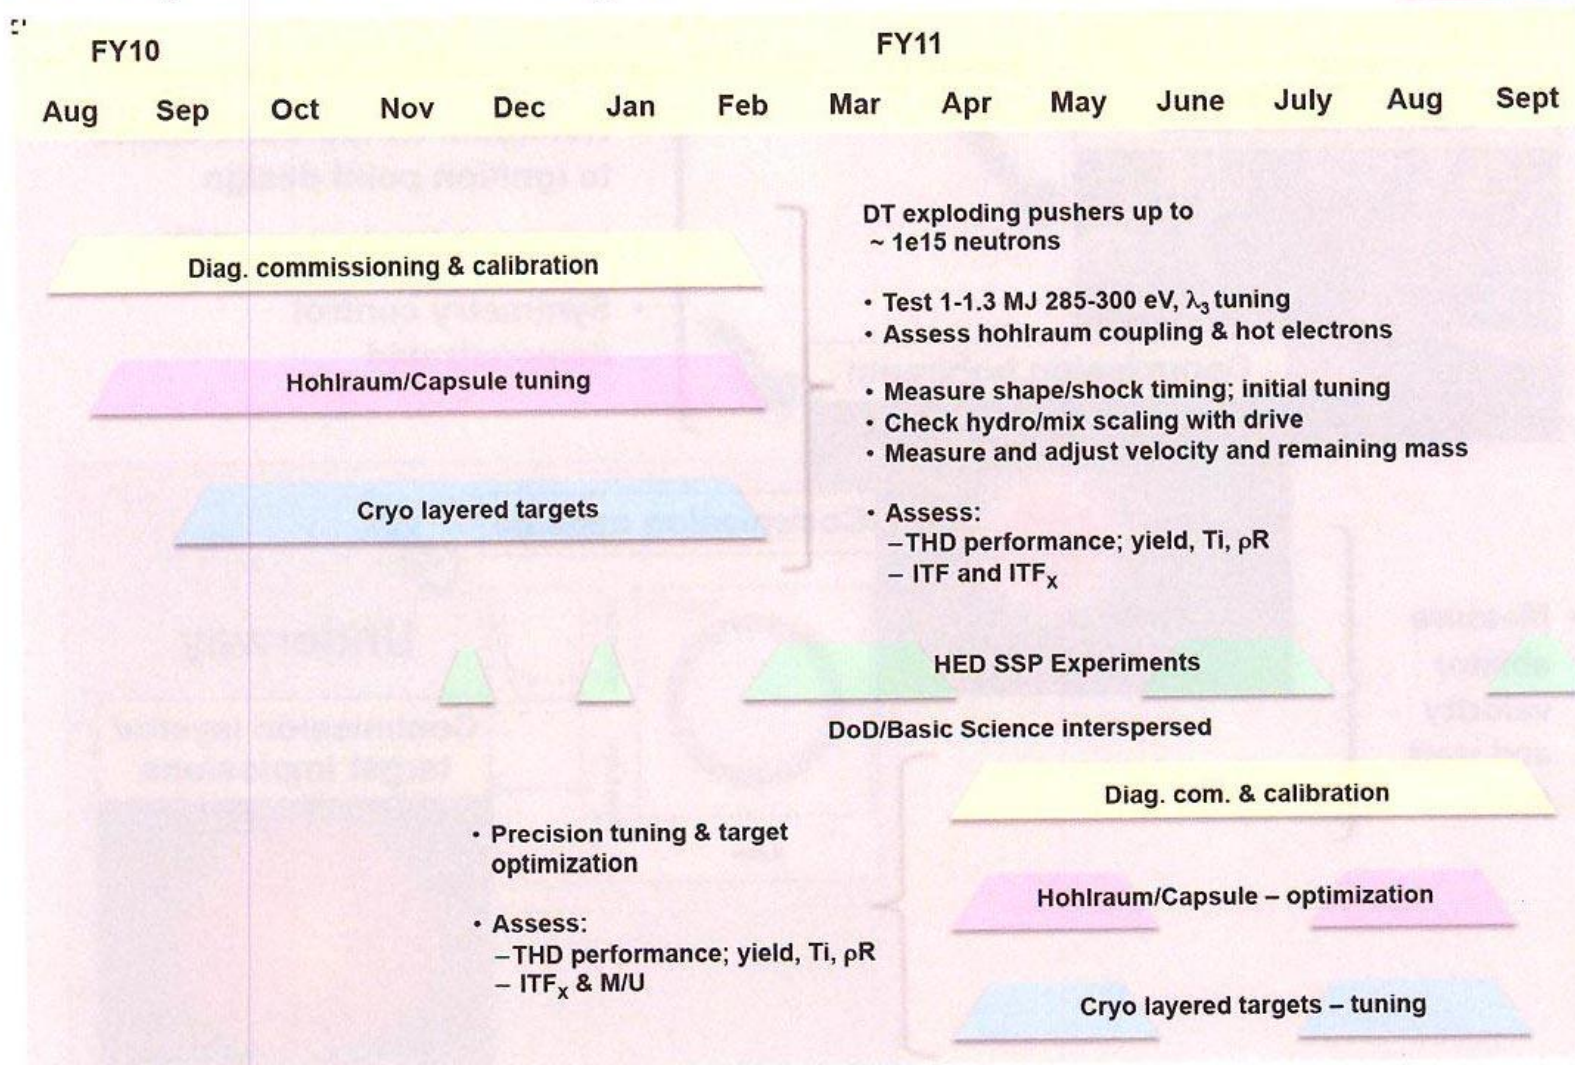 FY10 FY11
Aug Sep Oct Nov Dec Jan Feb Mar Apr May June July Aug Sept
DT exploding pushers up to
~ 1e15 neutrons
Diag. commissioning & calibration
• Test 1-1.3 MJ 285-300 eV, λ₃ tuning
• Assess hohlraum coupling & hot electrons
Hohlraum/Capsule tuning
• Measure shape/shock timing; initial tuning
• Check hydro/mix scaling with drive
• Measure and adjust velocity and remaining mass
Cryo layered targets
• Assess:
–THD performance; yield, Ti, ρR
– ITF and ITFₓ
HED SSP Experiments
DoD/Basic Science interspersed
Diag. com. & calibration
• Precision tuning & target
optimization
Hohlraum/Capsule – optimization
• Assess:
–THD performance; yield, Ti, ρR
– ITFₓ & M/U
Cryo layered targets – tuning